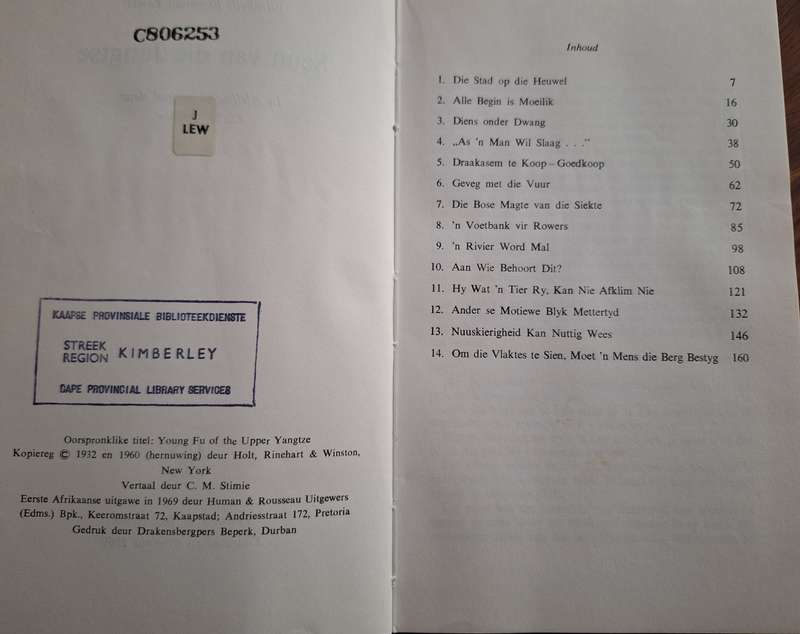 C806253
J
LEW
KAAPSE PROVINSIALE BIBLIOTEEKDIENSTE
STREEK
REGION KIMBERLEY
CAPE PROVINCIAL LIBRARY SERVICES
Oorspronklike titel: Young Fu of the Upper Yangtze
Kopiereg © 1932 en 1960 (hernuwing) deur Holt, Rinehart & Winston,
New York
Vertaal deur C. M. Stimie
Eerste Afrikaanse uitgawe in 1969 deur Human & Rousseau Uitgewers
(Edms.) Bpk., Keeromstraat 72, Kaapstad; Andriesstraat 172, Pretoria
Gedruk deur Drakensbergpers Beperk, Durban
Inhoud
1. Die Stad op die Heuwel 7
2. Alle Begin is Moeilik 16
3. Diens onder Dwang 30
4. „As 'n Man Wil Slaag . . ." 38
5. Draakasem te Koop – Goedkoop 50
6. Geveg met die Vuur 62
7. Die Bose Magte van die Siekte 72
8. 'n Voetbank vir Rowers 85
9. 'n Rivier Word Mal 98
10. Aan Wie Behoort Dit? 108
11. Hy Wat 'n Tier Ry, Kan Nie Afklim Nie 121
12. Ander se Motiewe Blyk Mettertyd 132
13. Nuuskierigheid Kan Nuttig Wees 146
14. Om die Vlaktes te Sien, Moet 'n Mens die Berg Bestyg 160